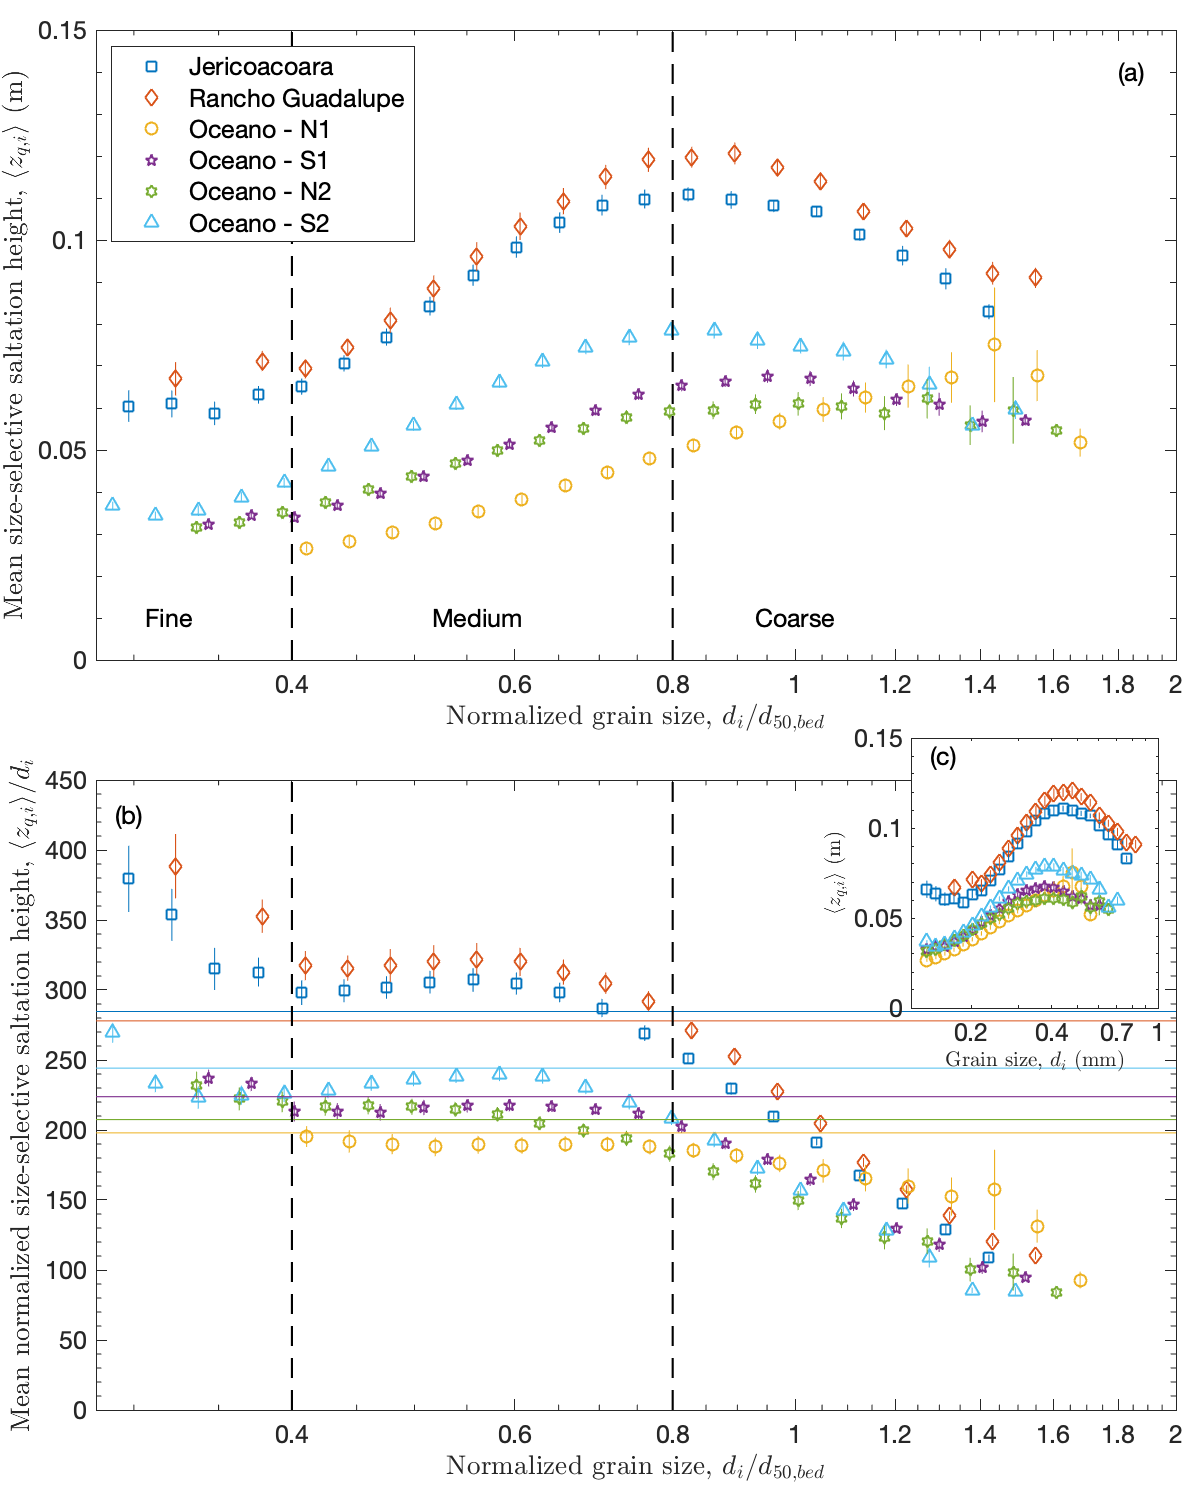 0.15
0.1
0.05
0
Mean size-selective saltation height, ⟨z_{q,i}⟩ (m)
Jericoacoara
Rancho Guadalupe
Oceano - N1
Oceano - S1
Oceano - N2
Oceano - S2
(a)
Fine Medium Coarse
0.4 0.6 0.8 1 1.2 1.4 1.6 1.8 2
Normalized grain size, d_i/d_{50,bed}
450
400
350
300
250
200
150
100
50
0
Mean normalized size-selective saltation height, ⟨z_{q,i}⟩/d_i
(b)
0.4 0.6 0.8 1 1.2 1.4 1.6 1.8 2
Normalized grain size, d_i/d_{50,bed}
0.15
0.1
0.05
0
⟨z_{q,i}⟩ (m)
(c)
0.2 0.4 0.7 1
Grain size, d_i (mm)